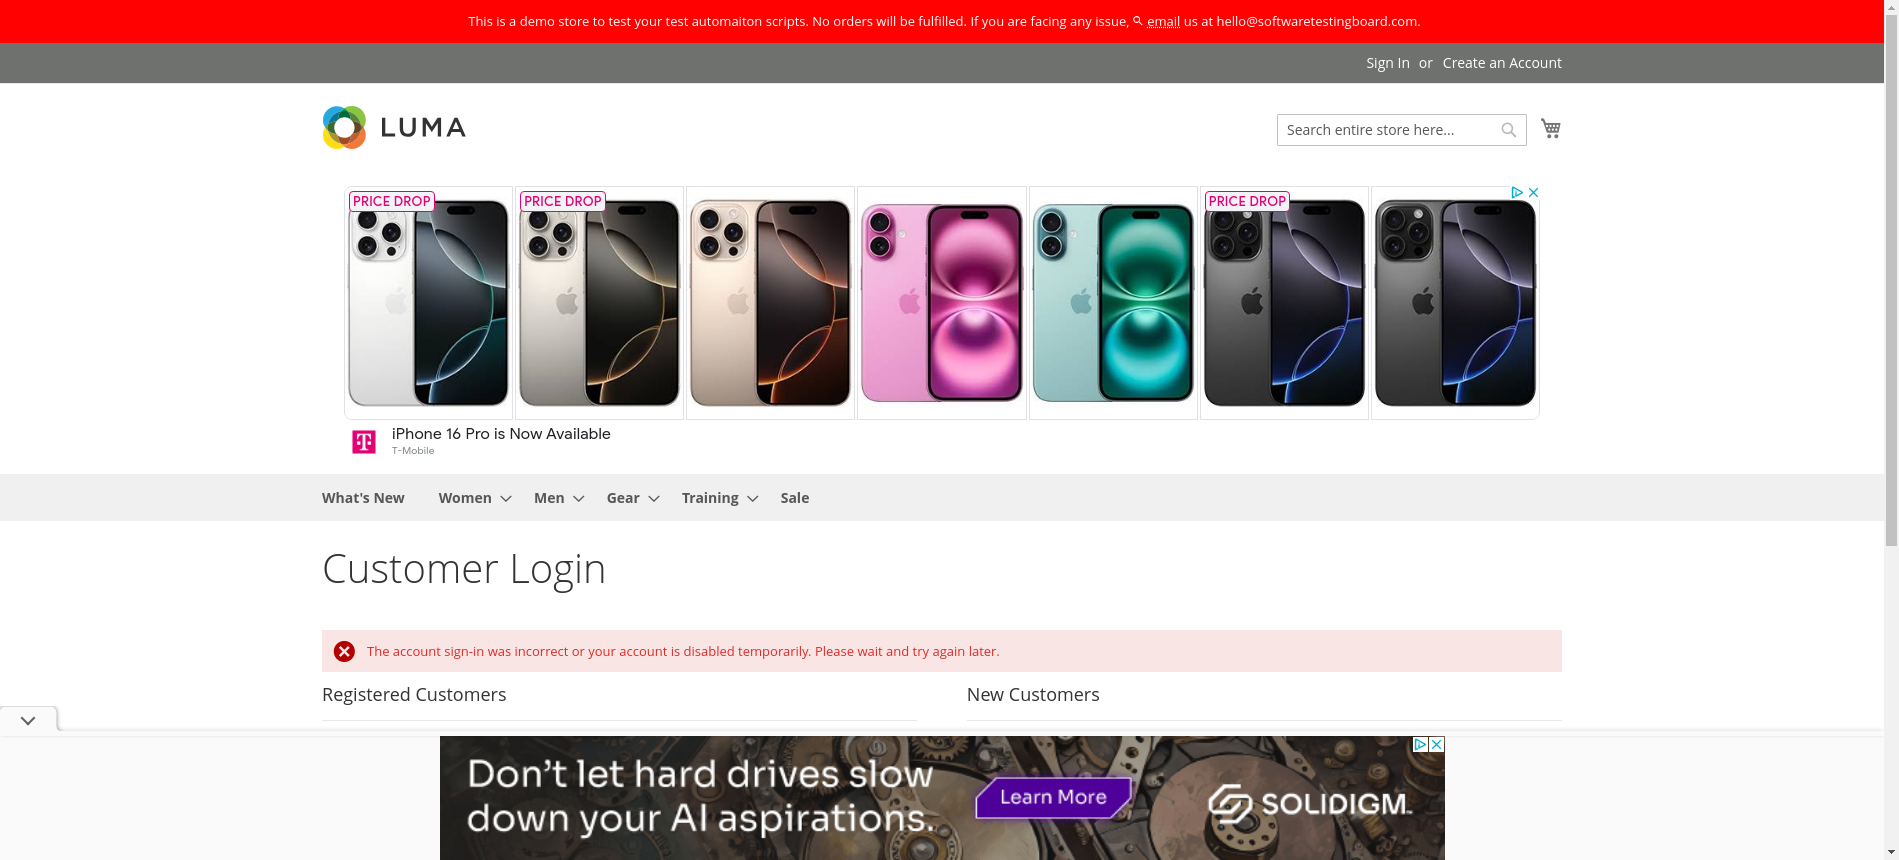 This is a demo store to test your test automaiton scripts. No orders will be fulfilled. If you are facing any issue, email us at hello@softwaretestingboard.com.
Sign In or Create an Account
LUMA
Search entire store here...
PRICE DROP
PRICE DROP
PRICE DROP
iPhone 16 Pro is Now Available
T-Mobile
What's New Women Men Gear Training Sale
Customer Login
The account sign-in was incorrect or your account is disabled temporarily. Please wait and try again later.
Registered Customers
New Customers
Don't let hard drives slow
down your AI aspirations.
Learn More
SOLIDIGM